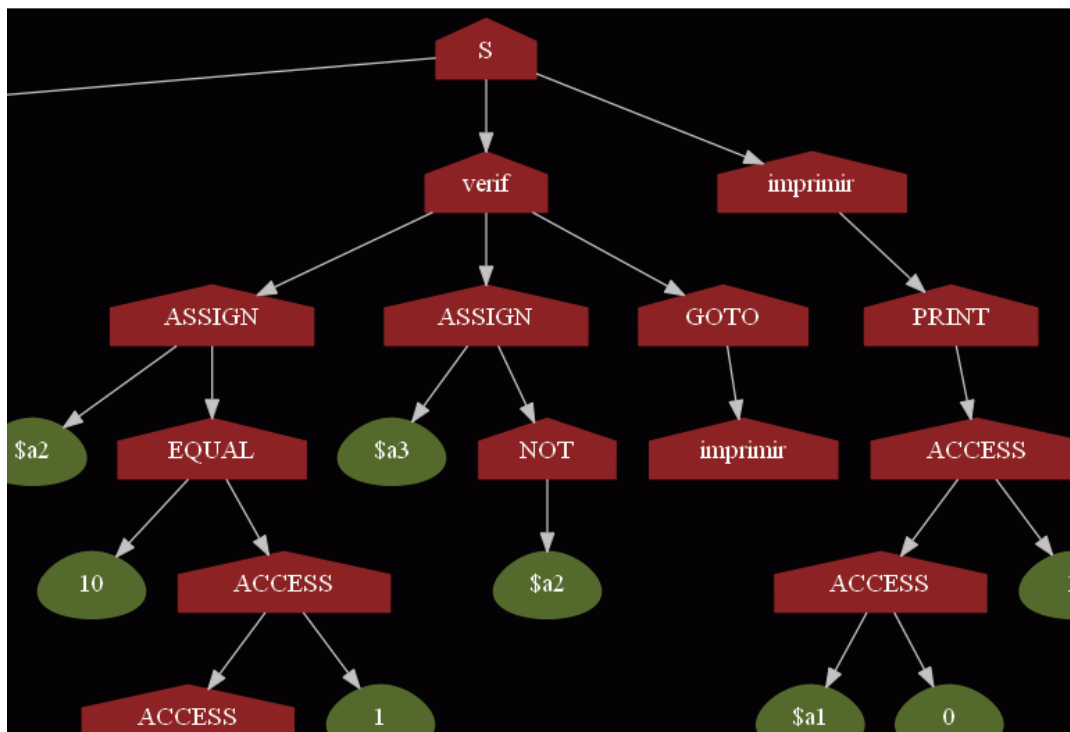 S
verif imprimir
ASSIGN ASSIGN GOTO PRINT
$a2 EQUAL $a3 NOT imprimir ACCESS
10 ACCESS $a2 ACCESS
ACCESS 1 $a1 0